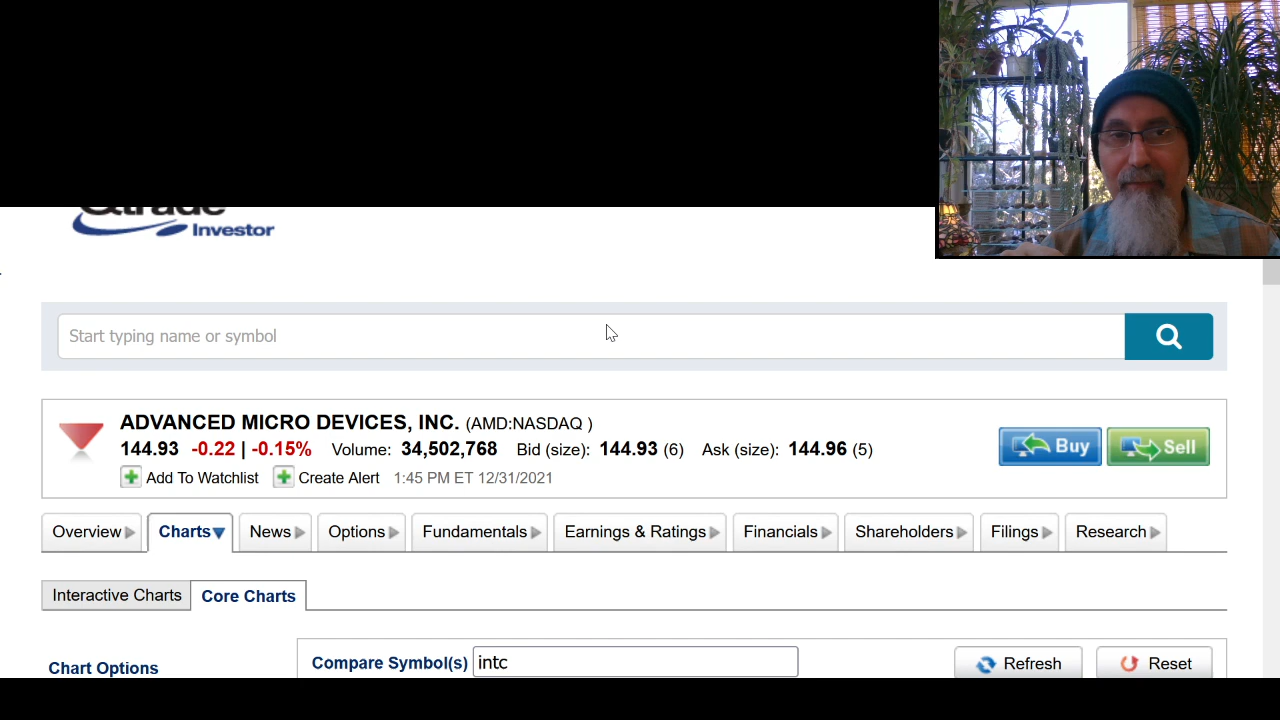 Qtrade
Investor
Start typing name or symbol
ADVANCED MICRO DEVICES, INC. (AMD:NASDAQ )
144.93 -0.22 | -0.15% Volume: 34,502,768 Bid (size): 144.93 (6) Ask (size): 144.96 (5)
Buy Sell
Add To Watchlist Create Alert 1:45 PM ET 12/31/2021
Overview Charts News Options Fundamentals Earnings & Ratings Financials Shareholders Filings Research
Interactive Charts Core Charts
Chart Options Compare Symbol(s) intc Refresh Reset